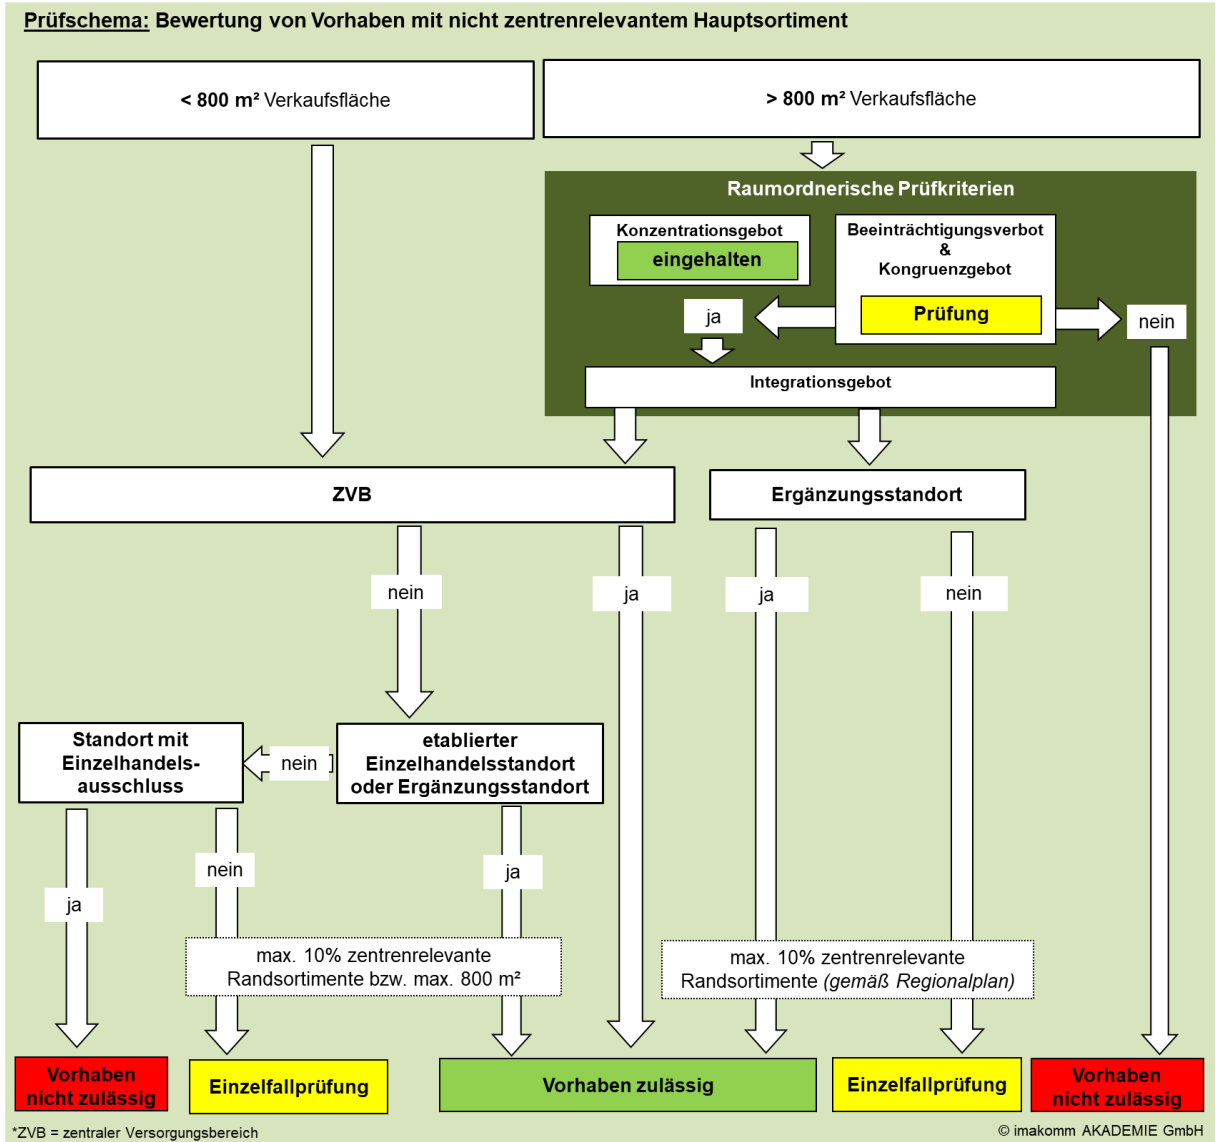 Prüfschema: Bewertung von Vorhaben mit nicht zentrenrelevantem Hauptsortiment
< 800 m² Verkaufsfläche
> 800 m² Verkaufsfläche
Raumordnerische Prüfkriterien
Konzentrationsgebot
eingehalten
Beeinträchtigungsverbot
&
Kongruenzgebot
Prüfung
ja
nein
Integrationsgebot
ZVB
Ergänzungsstandort
nein
ja
ja
nein
Standort mit
Einzelhandels-
ausschluss
nein
etablierter
Einzelhandelsstandort
oder Ergänzungsstandort
ja
nein
ja
max. 10% zentrenrelevante
Randsortimente bzw. max. 800 m²
max. 10% zentrenrelevante
Randsortimente (gemäß Regionalplan)
Vorhaben
nicht zulässig
Einzelfallprüfung
Vorhaben zulässig
Einzelfallprüfung
Vorhaben
nicht zulässig
*ZVB = zentraler Versorgungsbereich
© imakomm AKADEMIE GmbH